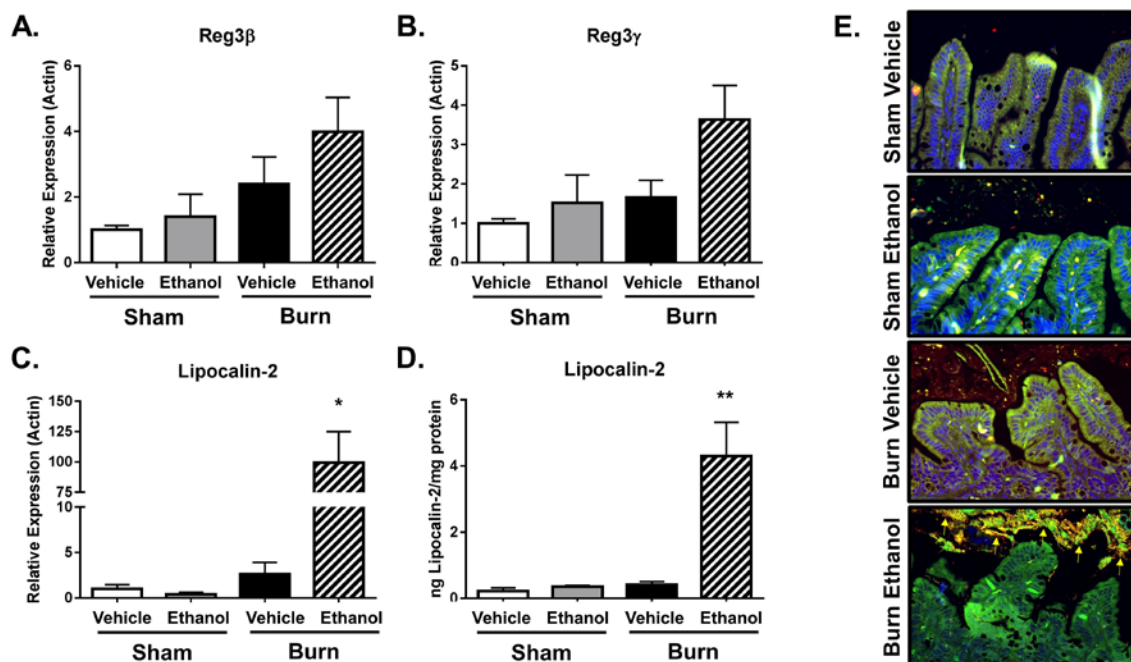 A.
Reg3β
Relative Expression (Actin)
6
4
2
0
Vehicle Ethanol Vehicle Ethanol
Sham Burn
B.
Reg3γ
Relative Expression (Actin)
5
4
3
2
1
0
Vehicle Ethanol Vehicle Ethanol
Sham Burn
C.
Lipocalin-2
Relative Expression (Actin)
150
125
100
75
10
5
0
*
Vehicle Ethanol Vehicle Ethanol
Sham Burn
D.
Lipocalin-2
ng Lipocalin-2/mg protein
6
4
2
0
**
Vehicle Ethanol Vehicle Ethanol
Sham Burn
E.
Sham Vehicle
Sham Ethanol
Burn Vehicle
Burn Ethanol